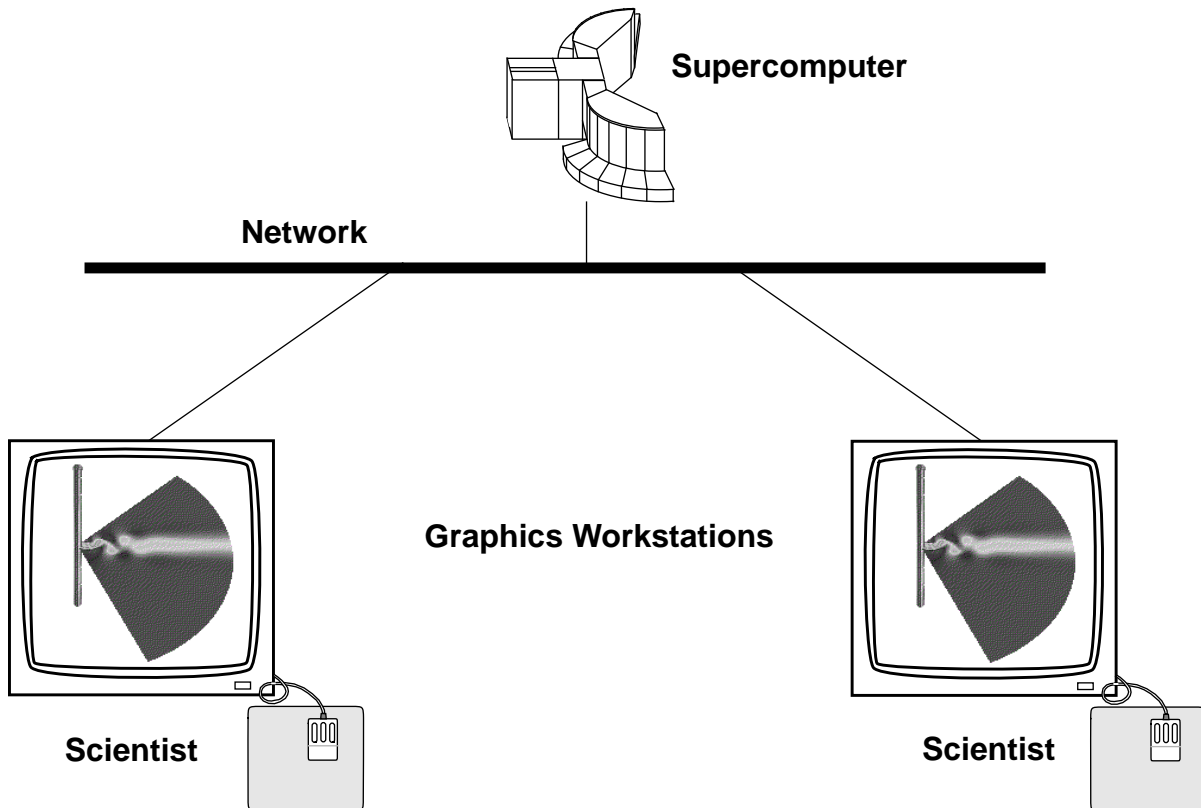 Supercomputer
Network
Graphics Workstations
Scientist
Scientist